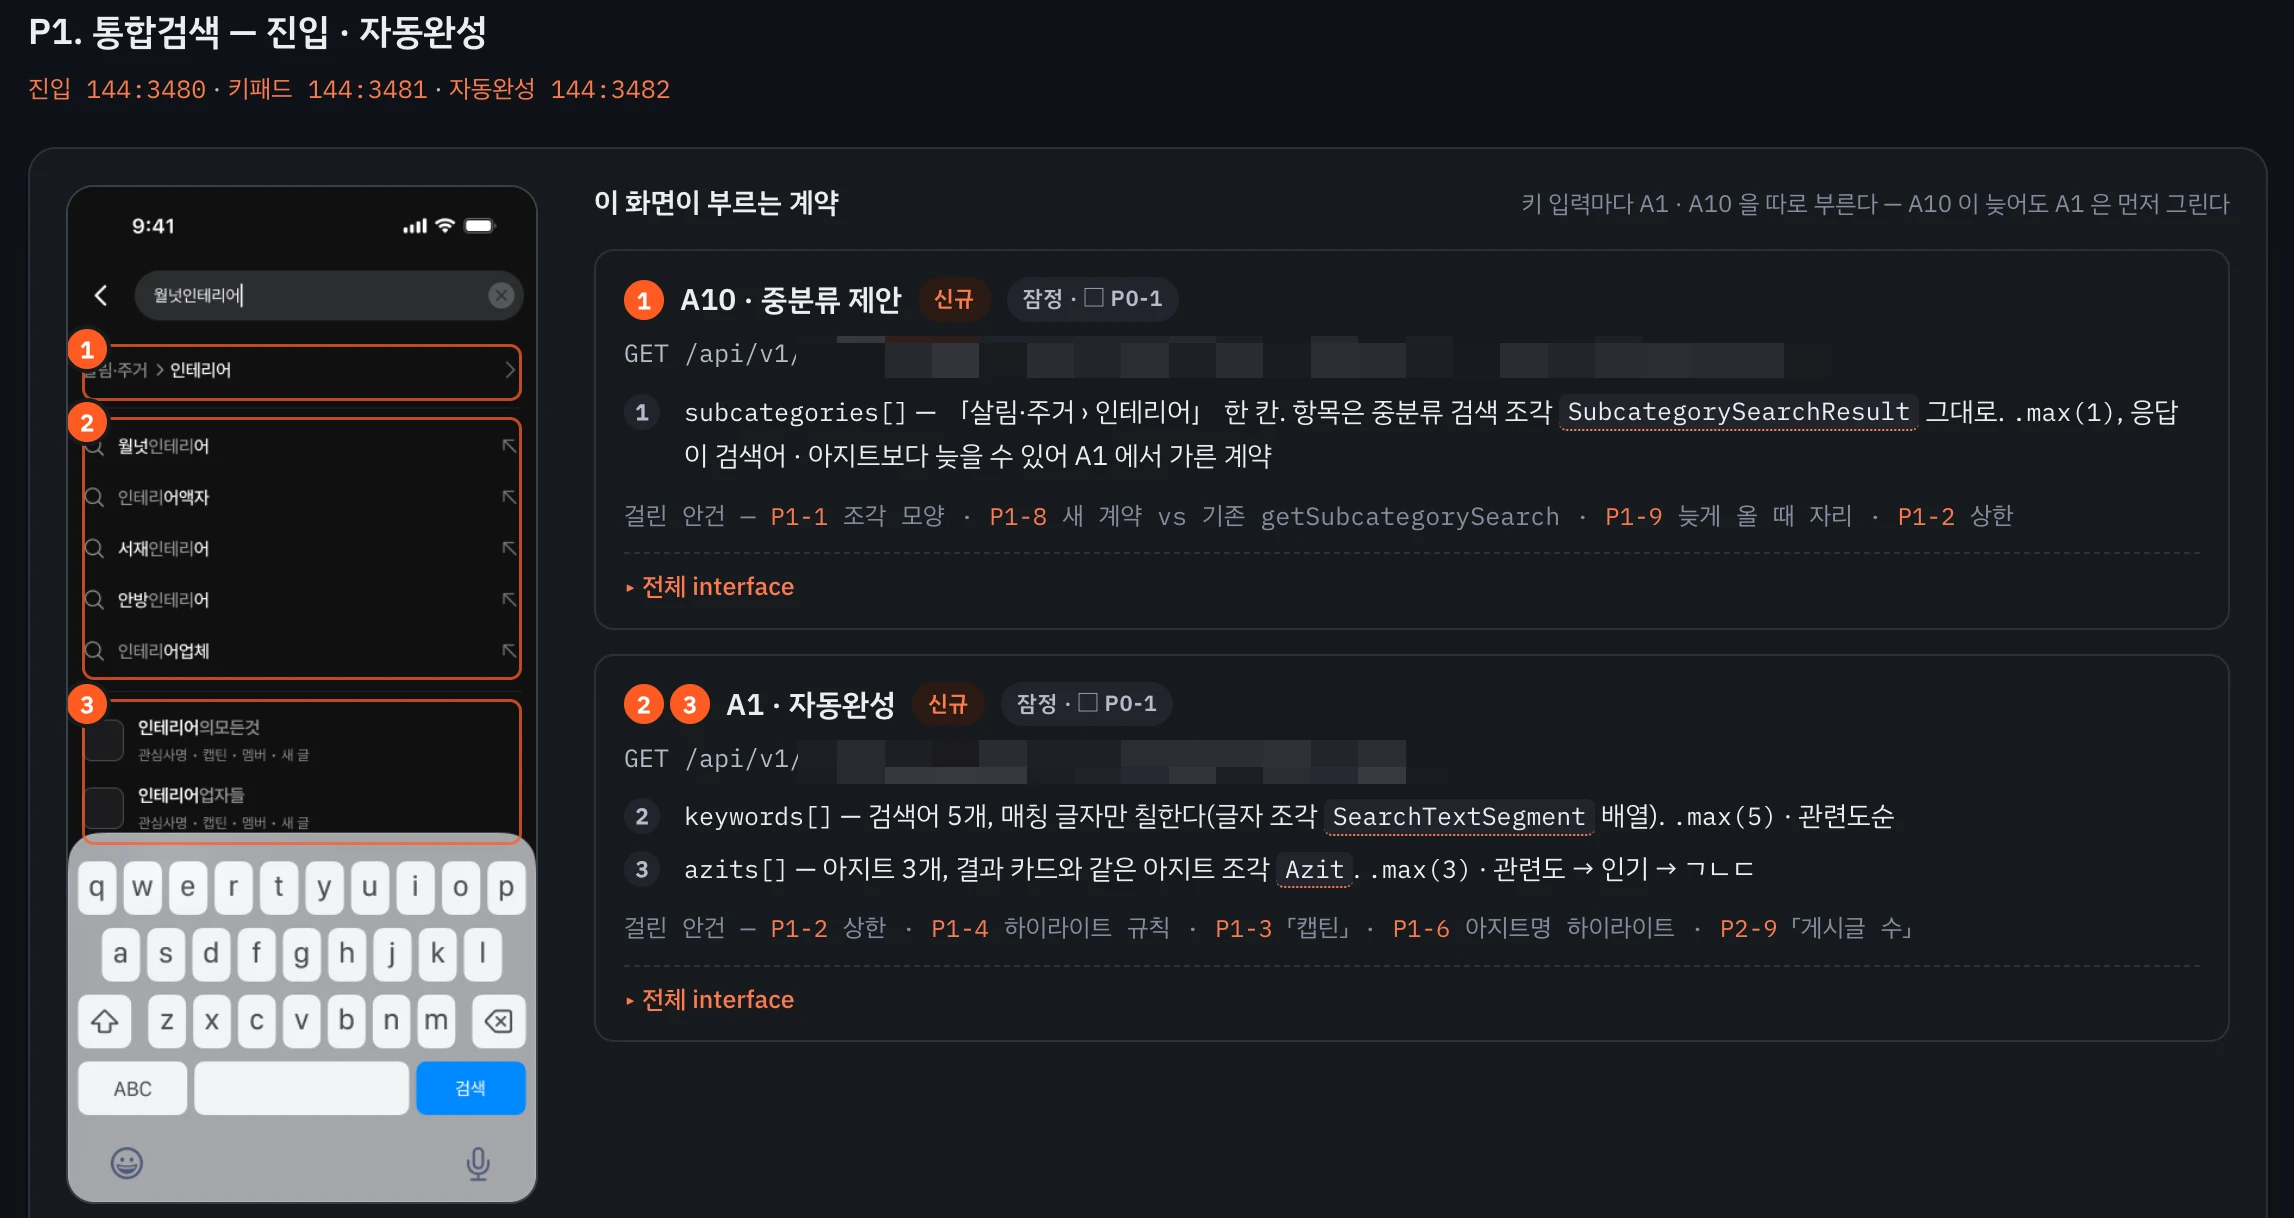 P1. 통합검색 — 진입 · 자동완성
진입 144:3480 · 키패드 144:3481 · 자동완성 144:3482
9:41
월넛인테리어
1
살림·주거 > 인테리어
2
월넛인테리어
인테리어액자
서재인테리어
안방인테리어
인테리어업체
3
인테리어의모든것
관심사명 • 캡틴 • 멤버 • 새 글
인테리어업자들
관심사명 • 캡틴 • 멤버 • 새 글
q w e r t y u i o p
a s d f g h j k l
z x c v b n m
ABC 검색
이 화면이 부르는 계약
키 입력마다 A1 · A10 을 따로 부른다 — A10 이 늦어도 A1 은 먼저 그린다
1 A10 · 중분류 제안 신규 잠정 · □ P0-1
GET /api/v1/
1 subcategories[] — 「살림·주거 › 인테리어」 한 칸. 항목은 중분류 검색 조각 SubcategorySearchResult 그대로. .max(1), 응답
이 검색어 · 아지트보다 늦을 수 있어 A1 에서 가른 계약
걸린 안건 — P1-1 조각 모양 · P1-8 새 계약 vs 기존 getSubcategorySearch · P1-9 늦게 올 때 자리 · P1-2 상한
▸ 전체 interface
2 3 A1 · 자동완성 신규 잠정 · □ P0-1
GET /api/v1/
2 keywords[] — 검색어 5개, 매칭 글자만 칠한다(글자 조각 SearchTextSegment 배열). .max(5) · 관련도순
3 azits[] — 아지트 3개, 결과 카드와 같은 아지트 조각 Azit. .max(3) · 관련도 → 인기 → ㄱㄴㄷ
걸린 안건 — P1-2 상한 · P1-4 하이라이트 규칙 · P1-3 「캡틴」 · P1-6 아지트명 하이라이트 · P2-9 「게시글 수」
▸ 전체 interface